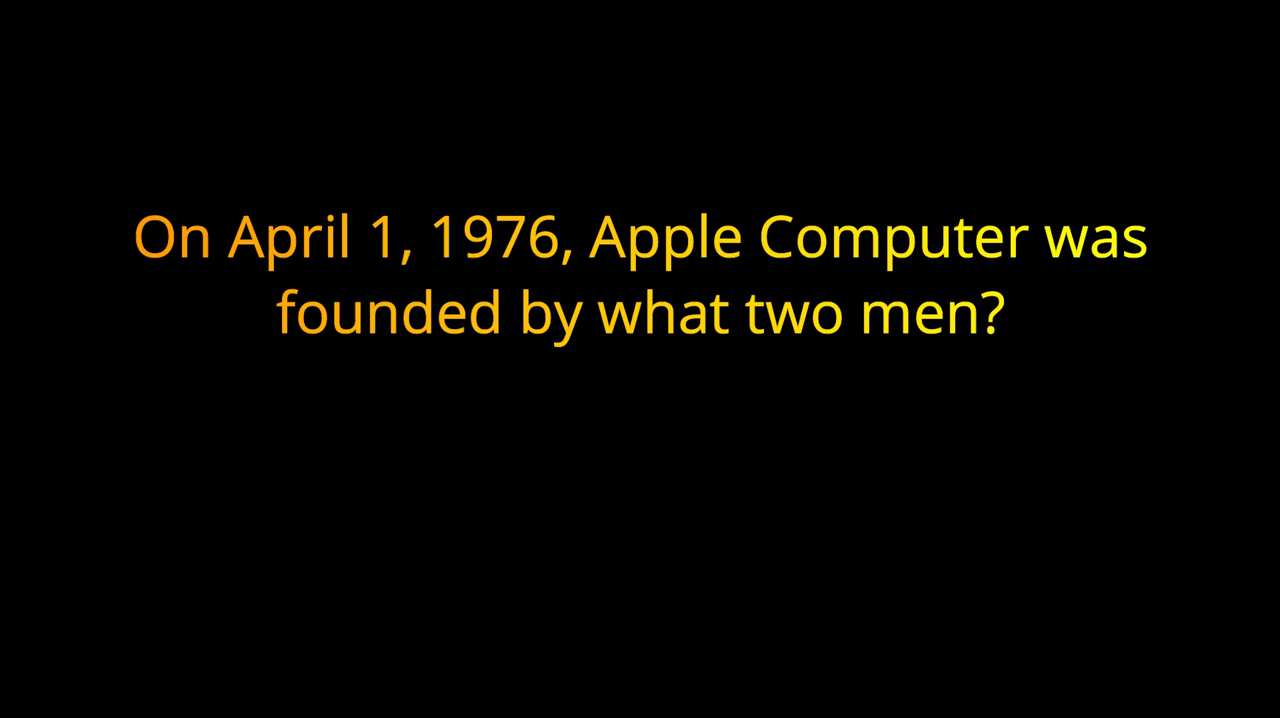 On April 1, 1976, Apple Computer was
founded by what two men?